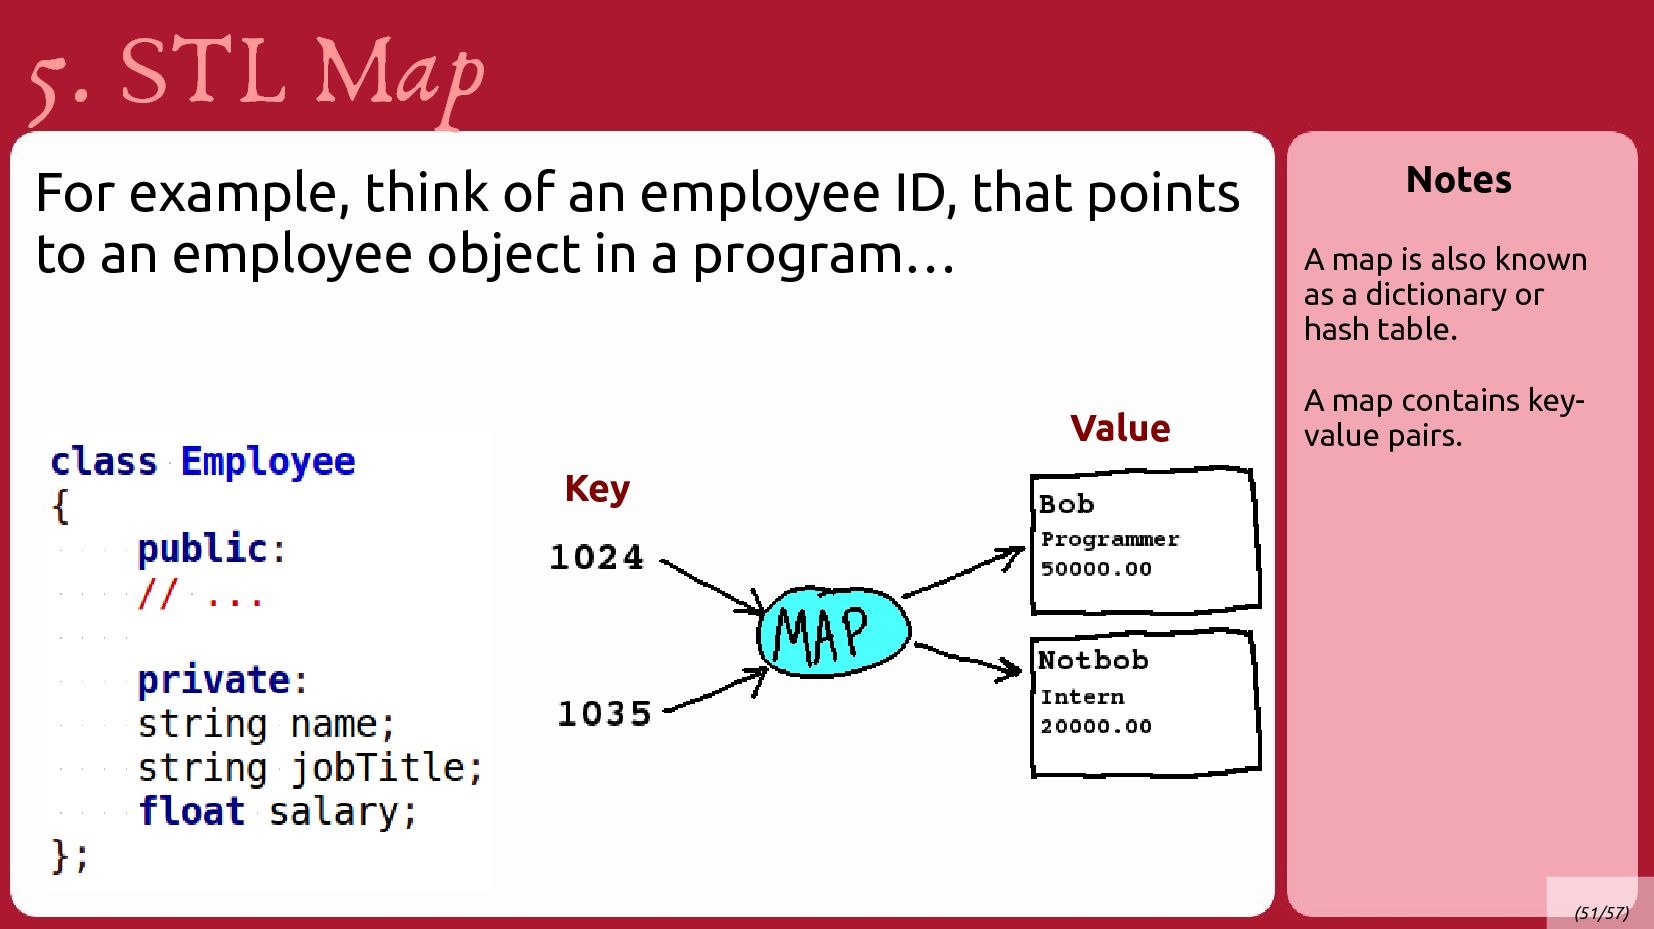 5. STL Map
For example, think of an employee ID, that points
to an employee object in a program...
class Employee
{
public:
// ...
private:
string name;
string jobTitle;
float salary;
};
Key
1024
1035
MAP
Value
Bob
Programmer
50000.00
Notbob
Intern
20000.00
Notes
A map is also known
as a dictionary or
hash table.
A map contains key-
value pairs.
(51/57)